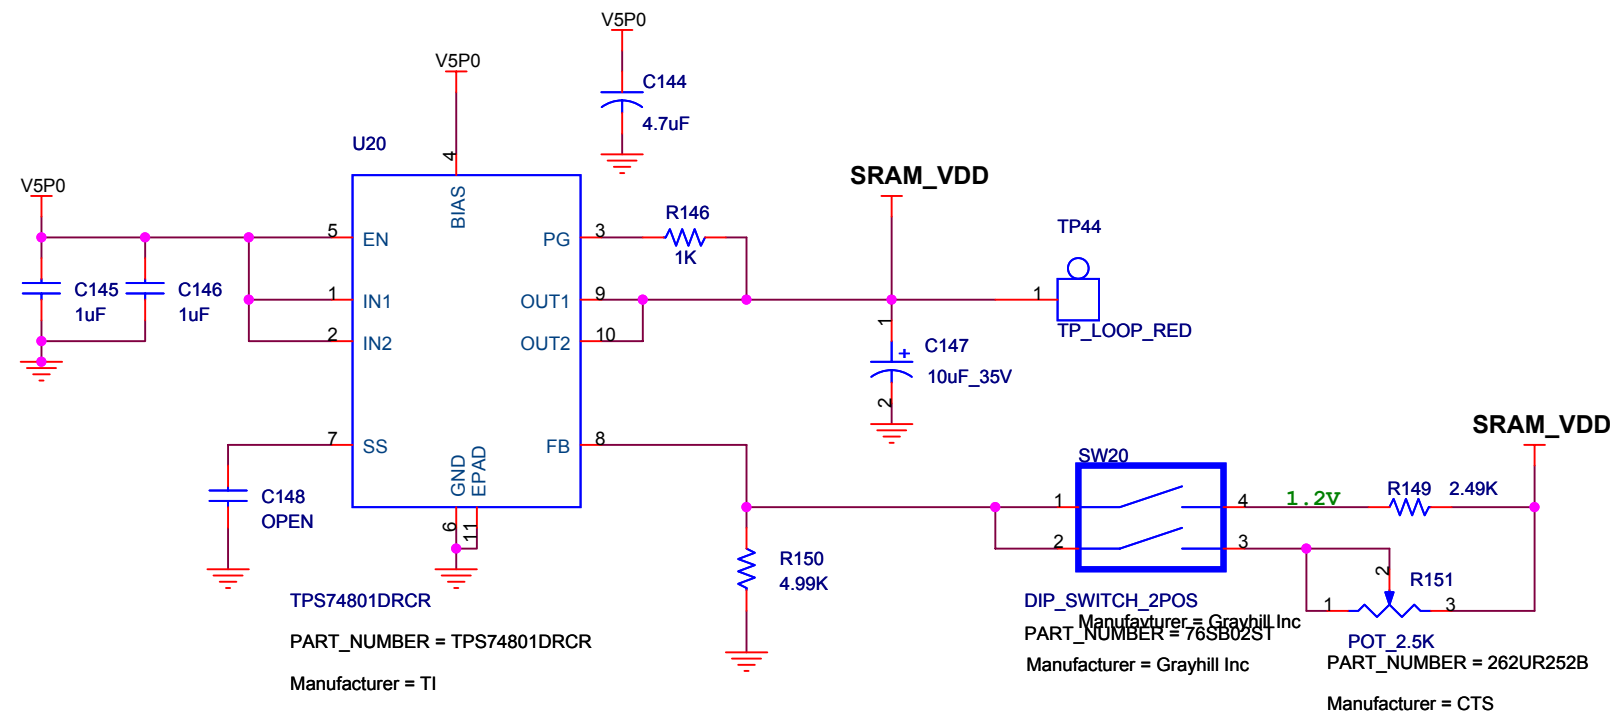 V5P0
C144
4.7uF
V5P0
U20
4
BIAS
V5P0
5
EN
C145
1uF
C146
1uF
1
IN1
2
IN2
7
SS
C148
OPEN
GND
EPAD
6
11
PG
3
R146
1K
OUT1
9
OUT2
10
FB
8
TPS74801DRCR
PART_NUMBER = TPS74801DRCR
Manufacturer = TI
SRAM_VDD
TP44
1
TP_LOOP_RED
1
+
C147
10uF_35V
2
R150
4.99K
SW20
1
4
2
3
DIP_SWITCH_2POS
Manufavturer = Grayhill Inc
PART_NUMBER = 76SB02ST
Manufacturer = Grayhill Inc
1.2V
R149
2.49K
SRAM_VDD
2
R151
1
3
POT_2.5K
PART_NUMBER = 262UR252B
Manufacturer = CTS